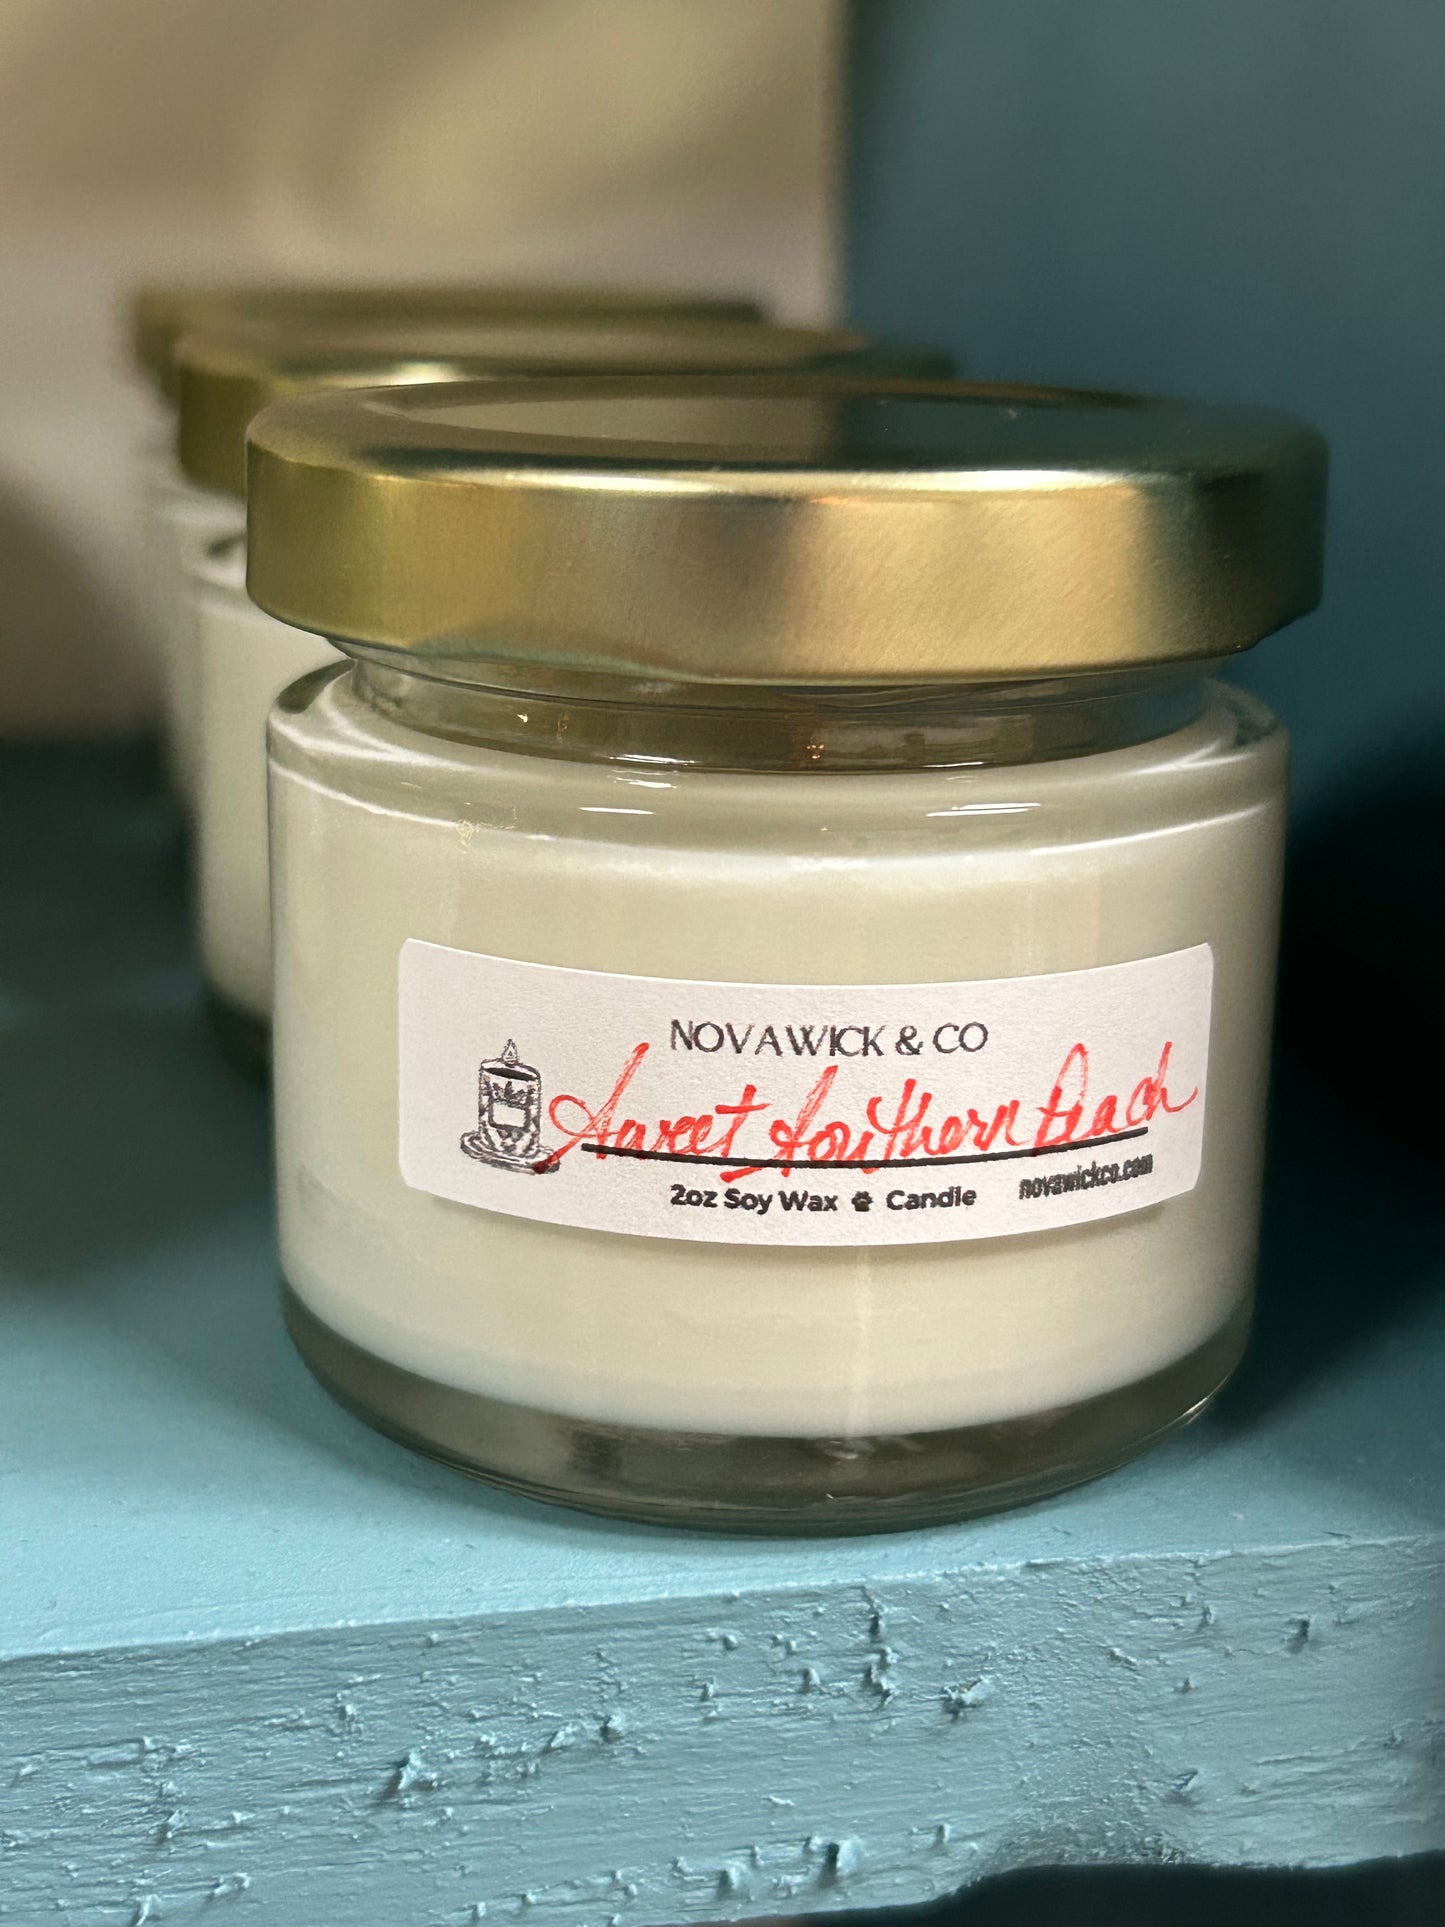 NOVAWICK & CO
Sweet Southern Peach
2oz Soy Wax Candle
novawickco.com